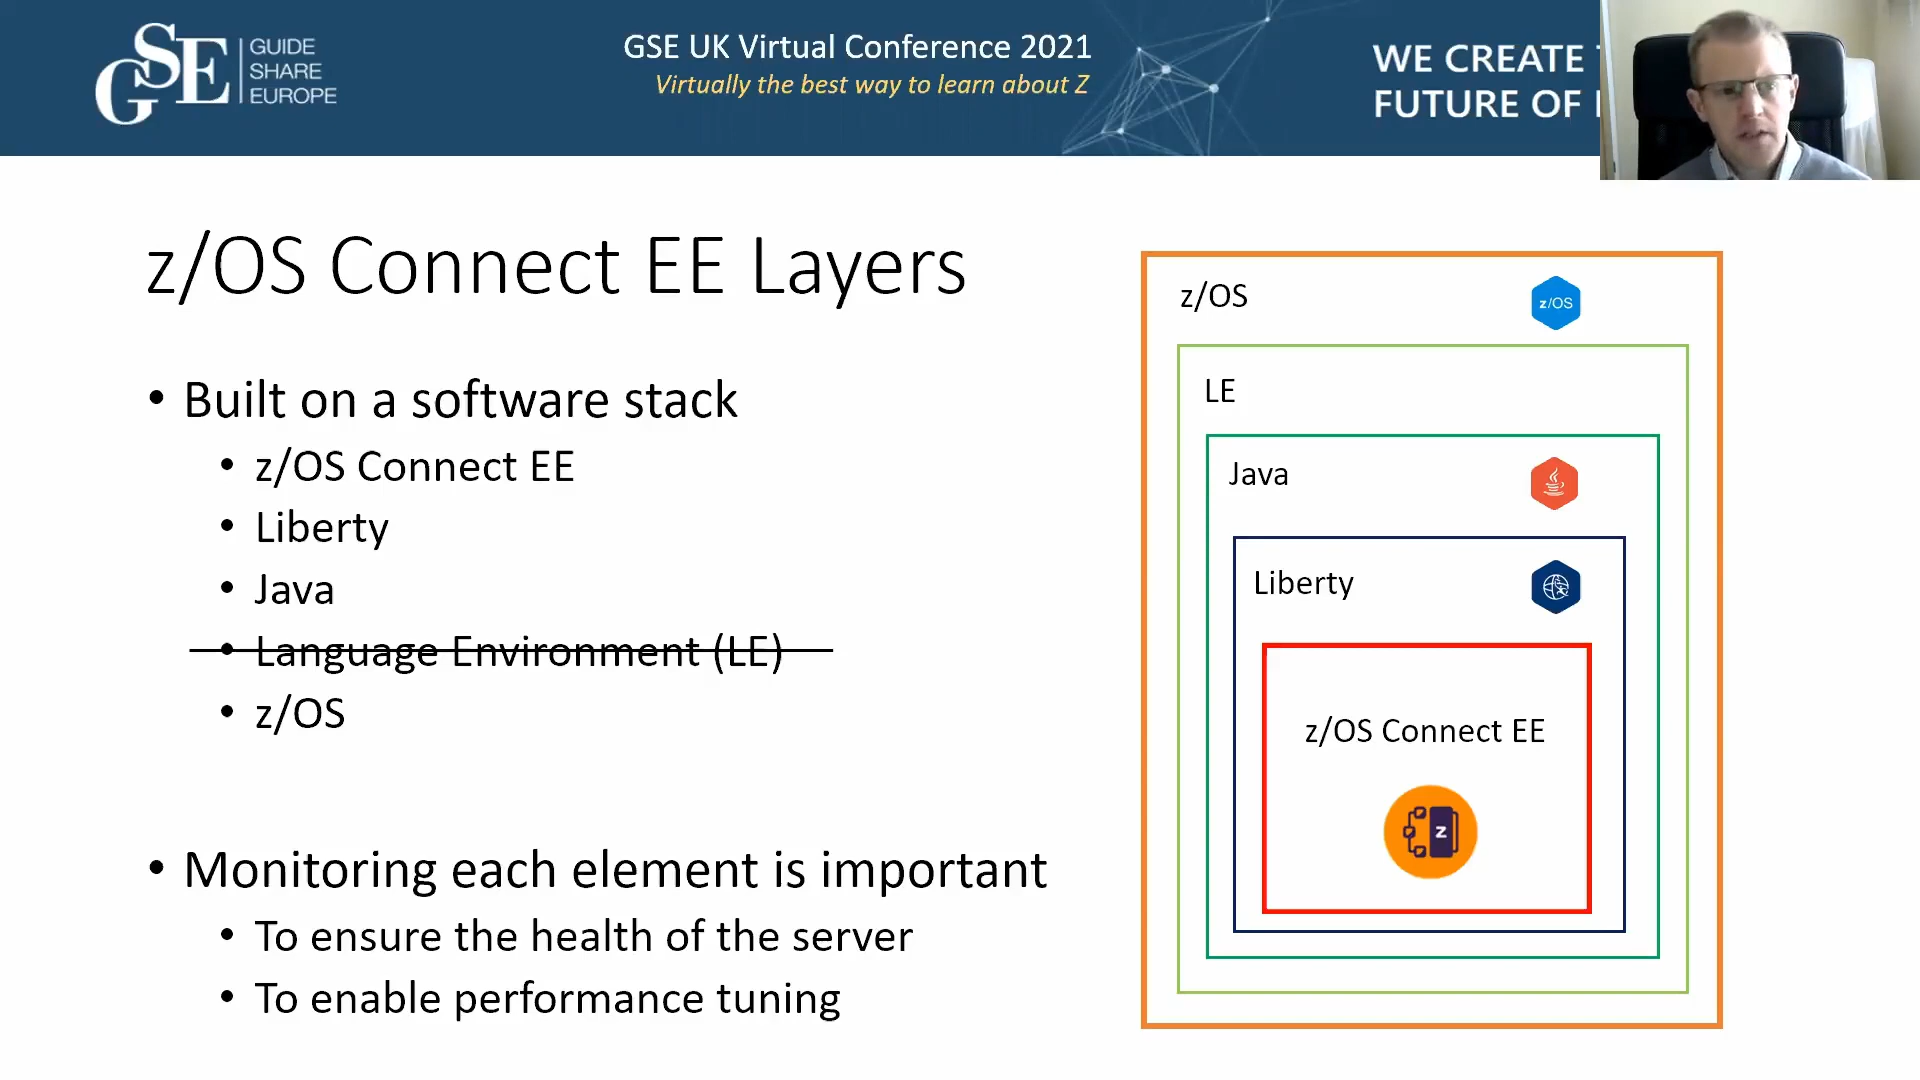 GSE
GUIDE
SHARE
EUROPE
GSE UK Virtual Conference 2021
Virtually the best way to learn about Z
WE CREATE
FUTURE OF
z/OS Connect EE Layers
• Built on a software stack
• z/OS Connect EE
• Liberty
• Java
• Language Environment (LE)
• z/OS
• Monitoring each element is important
• To ensure the health of the server
• To enable performance tuning
z/OS
z/OS
LE
Java
Liberty
z/OS Connect EE
z